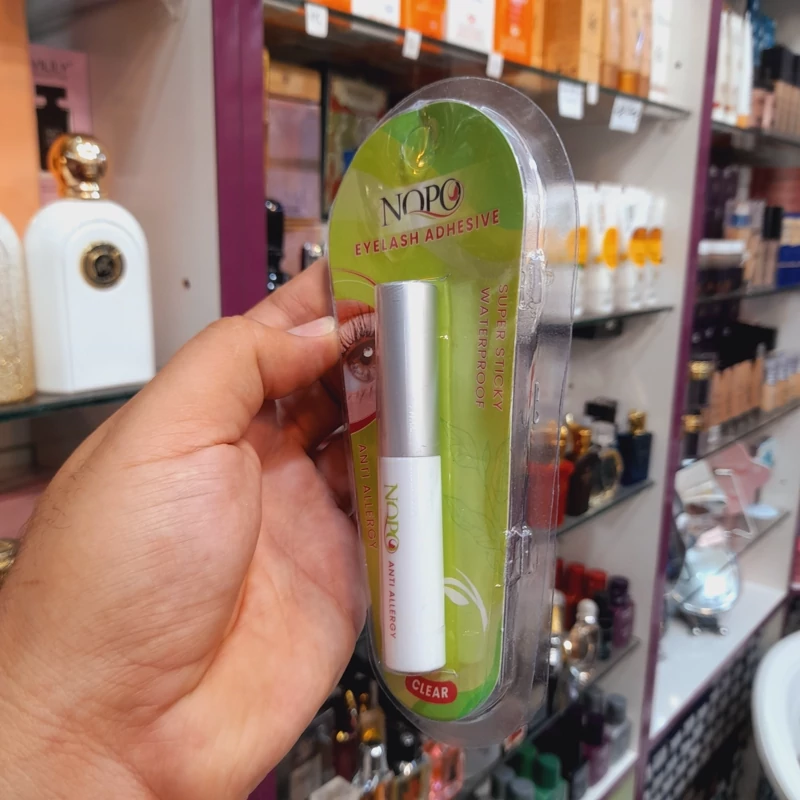 NOPO
EYELASH ADHESIVE
SUPER STICKY
WATERPROOF
ANTI ALLERGY
NOPO
ANTI ALLERGY
CLEAR